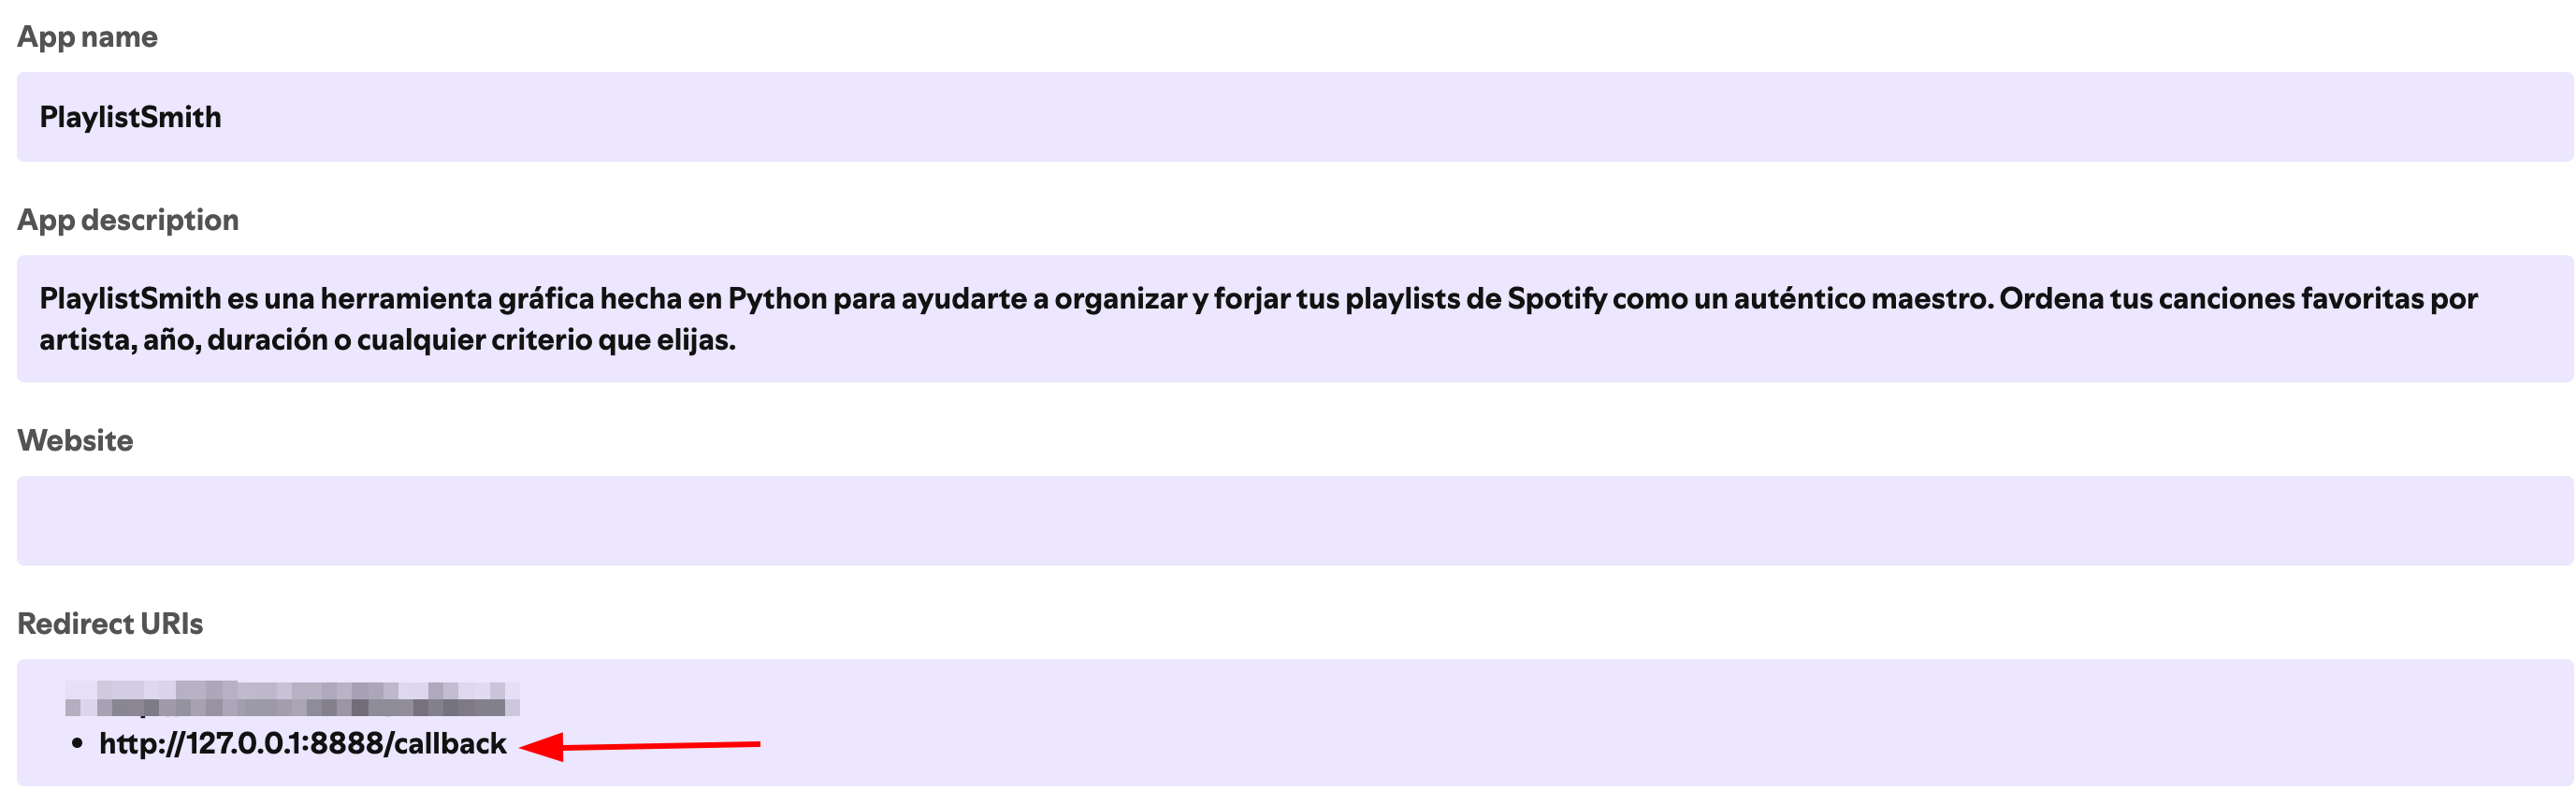 App name
PlaylistSmith
App description
PlaylistSmith es una herramienta gráfica hecha en Python para ayudarte a organizar y forjar tus playlists de Spotify como un auténtico maestro. Ordena tus canciones favoritas por
artista, año, duración o cualquier criterio que elijas.
Website
Redirect URIs
• http://127.0.0.1:8888/callback